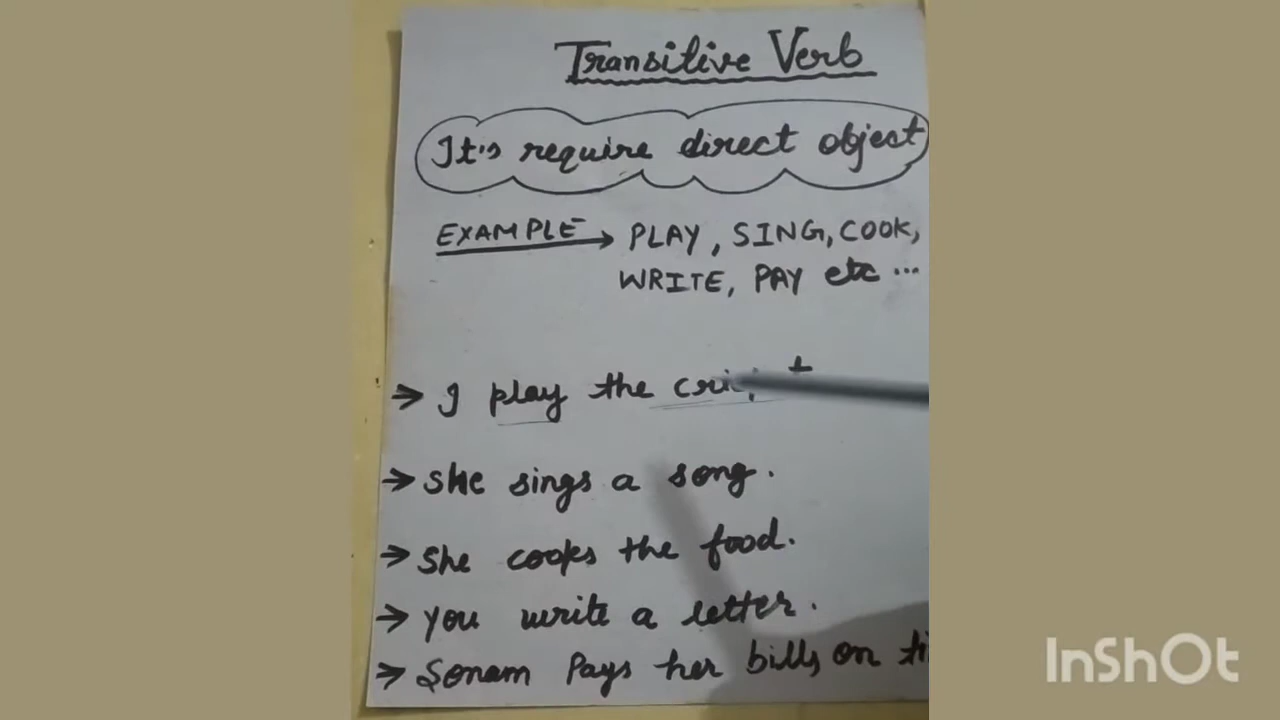 Transitive Verb
It's require direct object
EXAMPLE → PLAY, SING, COOK,
WRITE, PAY etc ...
→ I play the
→ She sings a song.
→ She cooks the food.
→ You write a letter.
→ Sonam Pays her bills on
InShOt